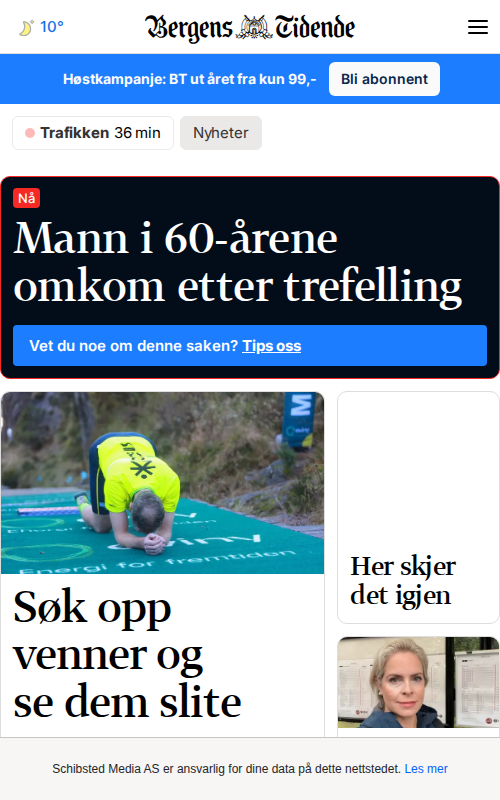 10°
Bergens Tidende
Høstkampanje: BT ut året fra kun 99,-
Bli abonnent
Trafikken 36 min
Nyheter
Nå
Mann i 60-årene
omkom etter trefelling
Vet du noe om denne saken? Tips oss
Energi for fremtiden
Søk opp
venner og
se dem slite
Her skjer
det igjen
Schibsted Media AS er ansvarlig for dine data på dette nettstedet. Les mer